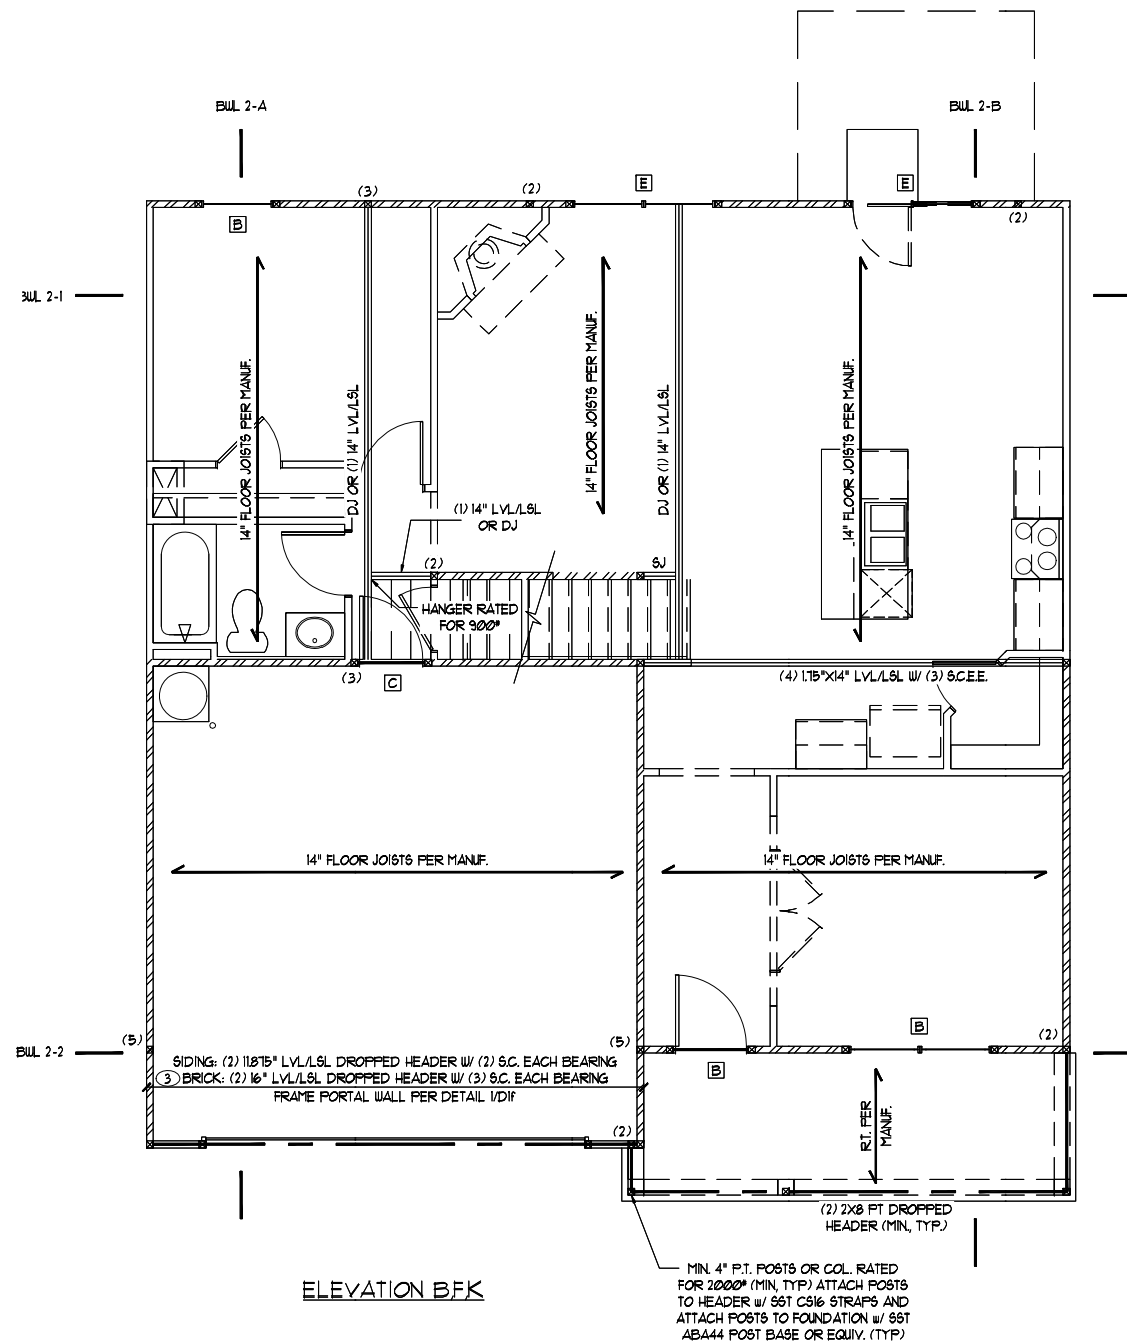 BWL 2-A
BWL 2-B
(3)
(2)
E
E
B
(2)
BWL 2-1
14" FLOOR JOISTS PER MANUF.
DJ OR (1) 14" LVL/LSL
14" FLOOR JOISTS PER MANUF.
DJ OR (1) 14" LVL/LSL
14" FLOOR JOISTS PER MANUF.
(1) 14" LVL/LSL
OR DJ
(2)
SJ
HANGER RATED
FOR 900#
(3)
C
(4) 1.75"X14" LVL/LSL W/ (3) S.C.E.E.
14" FLOOR JOISTS PER MANUF.
14" FLOOR JOISTS PER MANUF.
BWL 2-2
(5)
(5)
B
(2)
SIDING: (2) 11.875" LVL/LSL DROPPED HEADER W/ (2) S.C. EACH BEARING
3 BRICK: (2) 16" LVL/LSL DROPPED HEADER W/ (3) S.C. EACH BEARING
FRAME PORTAL WALL PER DETAIL 1/D1f
B
(2)
R.T. PER
MANUF.
(2) 2X8 PT DROPPED
HEADER (MIN., TYP.)
MIN. 4" P.T. POSTS OR COL. RATED
FOR 2000# (MIN, TYP) ATTACH POSTS
TO HEADER w/ SST CS16 STRAPS AND
ATTACH POSTS TO FOUNDATION w/ SST
ABA44 POST BASE OR EQUIV. (TYP)
ELEVATION B,F,K